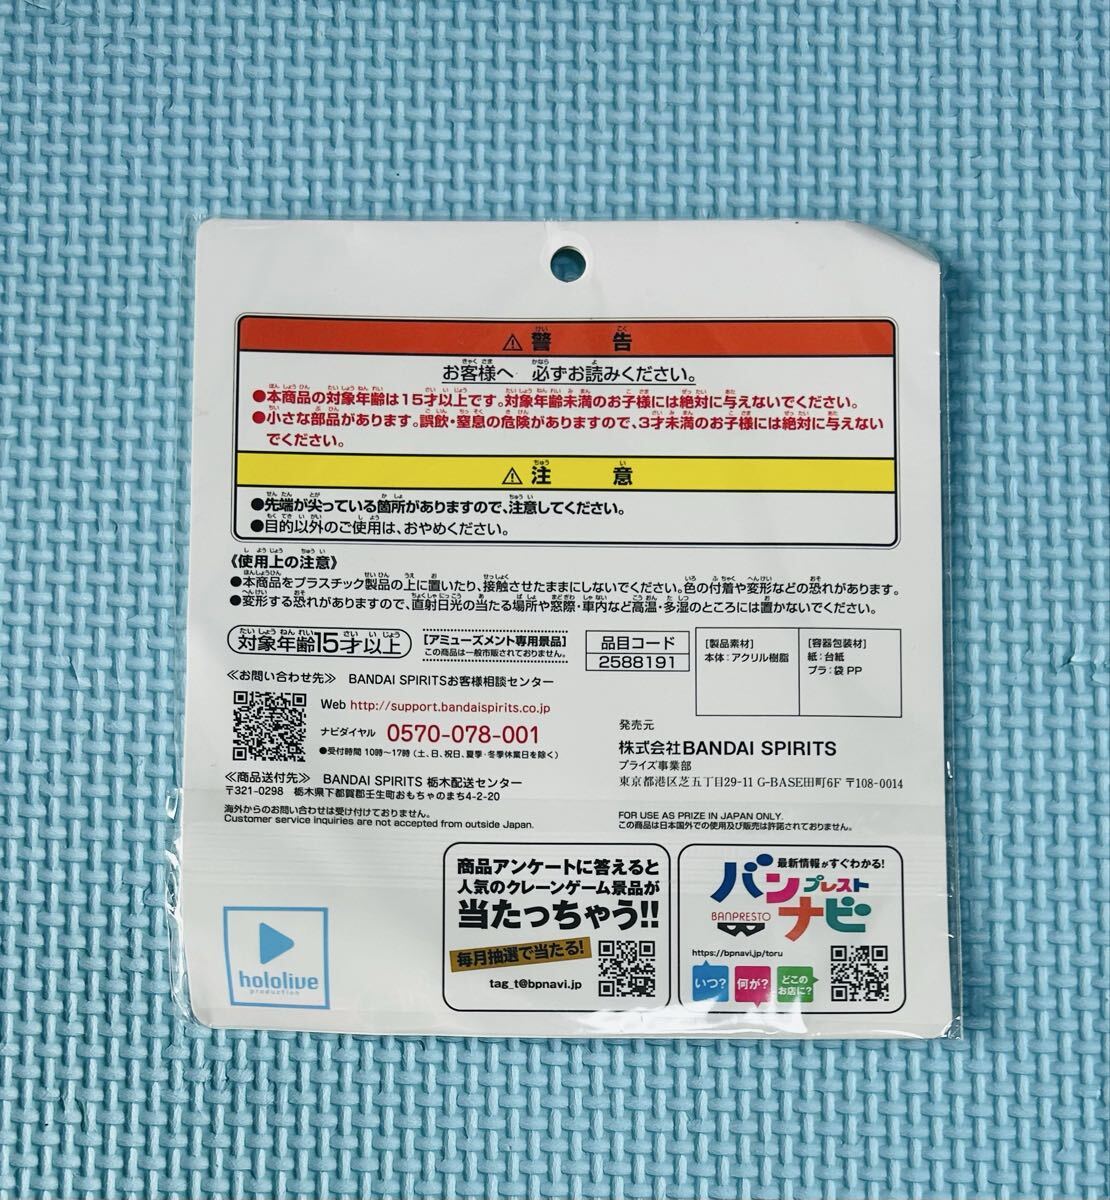 ⚠警告
お客様へ 必ずお読みください。
●本商品の対象年齢は15才以上です。対象年齢未満のお子様には絶対に与えないでください。
●小さな部品があります。誤飲・窒息の危険がありますので、3才未満のお子様には絶対に与えない
でください。
⚠注意
●先端が尖っている箇所がありますので、注意してください。
●目的以外のご使用は、おやめください。
《使用上の注意》
●本商品をプラスチック製品の上に置いたり、接触させたままにしないでください。色の付着や変形などの恐れがあります。
●変形する恐れがありますので、直射日光の当たる場所や窓際・車内など高温・多湿のところには置かないでください。
対象年齢15才以上
[アミューズメント専用景品]
この商品は一般市販されておりません。
品目コード
2588191
[製品素材]
本体:アクリル樹脂
[容器包装材]
紙:台紙
プラ:袋 PP
≪お問い合わせ先≫ BANDAI SPIRITSお客様相談センター
Web http://support.bandaispirits.co.jp
ナビダイヤル 0570-078-001
●受付時間 10時~17時(土、日、祝日、夏季・冬季休業日を除く)
≪商品送付先≫ BANDAI SPIRITS 栃木配送センター
〒321-0298 栃木県下都賀郡壬生町おもちゃのまち4-2-20
海外からのお問い合わせは受け付けておりません。
Customer service inquiries are not accepted from outside Japan.
発売元
株式会社BANDAI SPIRITS
プライズ事業部
東京都港区芝五丁目29-11 G-BASE田町6F 〒108-0014
FOR USE AS PRIZE IN JAPAN ONLY.
この商品は日本国外での使用及び販売は許諾されておりません。
hololive
production
商品アンケートに答えると
人気のクレーンゲーム景品が
当たっちゃう!!
毎月抽選で当たる!
tag_t@bpnavi.jp
最新情報がすぐわかる!
バンプレスト
ナビ
BANPRESTO
https://bpnavi.jp/toru
いつ?
何が?
どこの
お店に?